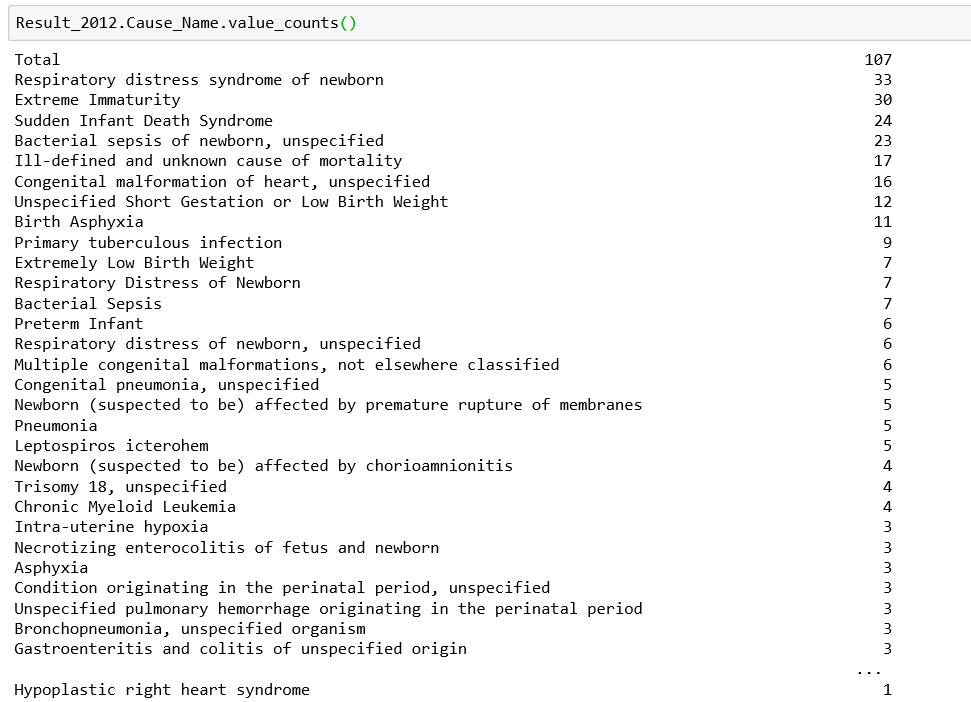 Result_2012.Cause_Name.value_counts()
Total 107
Respiratory distress syndrome of newborn 33
Extreme Immaturity 30
Sudden Infant Death Syndrome 24
Bacterial sepsis of newborn, unspecified 23
Ill-defined and unknown cause of mortality 17
Congenital malformation of heart, unspecified 16
Unspecified Short Gestation or Low Birth Weight 12
Birth Asphyxia 11
Primary tuberculous infection 9
Extremely Low Birth Weight 7
Respiratory Distress of Newborn 7
Bacterial Sepsis 7
Preterm Infant 6
Respiratory distress of newborn, unspecified 6
Multiple congenital malformations, not elsewhere classified 6
Congenital pneumonia, unspecified 5
Newborn (suspected to be) affected by premature rupture of membranes 5
Pneumonia 5
Leptospiros icterohem 5
Newborn (suspected to be) affected by chorioamnionitis 4
Trisomy 18, unspecified 4
Chronic Myeloid Leukemia 4
Intra-uterine hypoxia 3
Necrotizing enterocolitis of fetus and newborn 3
Asphyxia 3
Condition originating in the perinatal period, unspecified 3
Unspecified pulmonary hemorrhage originating in the perinatal period 3
Bronchopneumonia, unspecified organism 3
Gastroenteritis and colitis of unspecified origin 3
...
Hypoplastic right heart syndrome 1